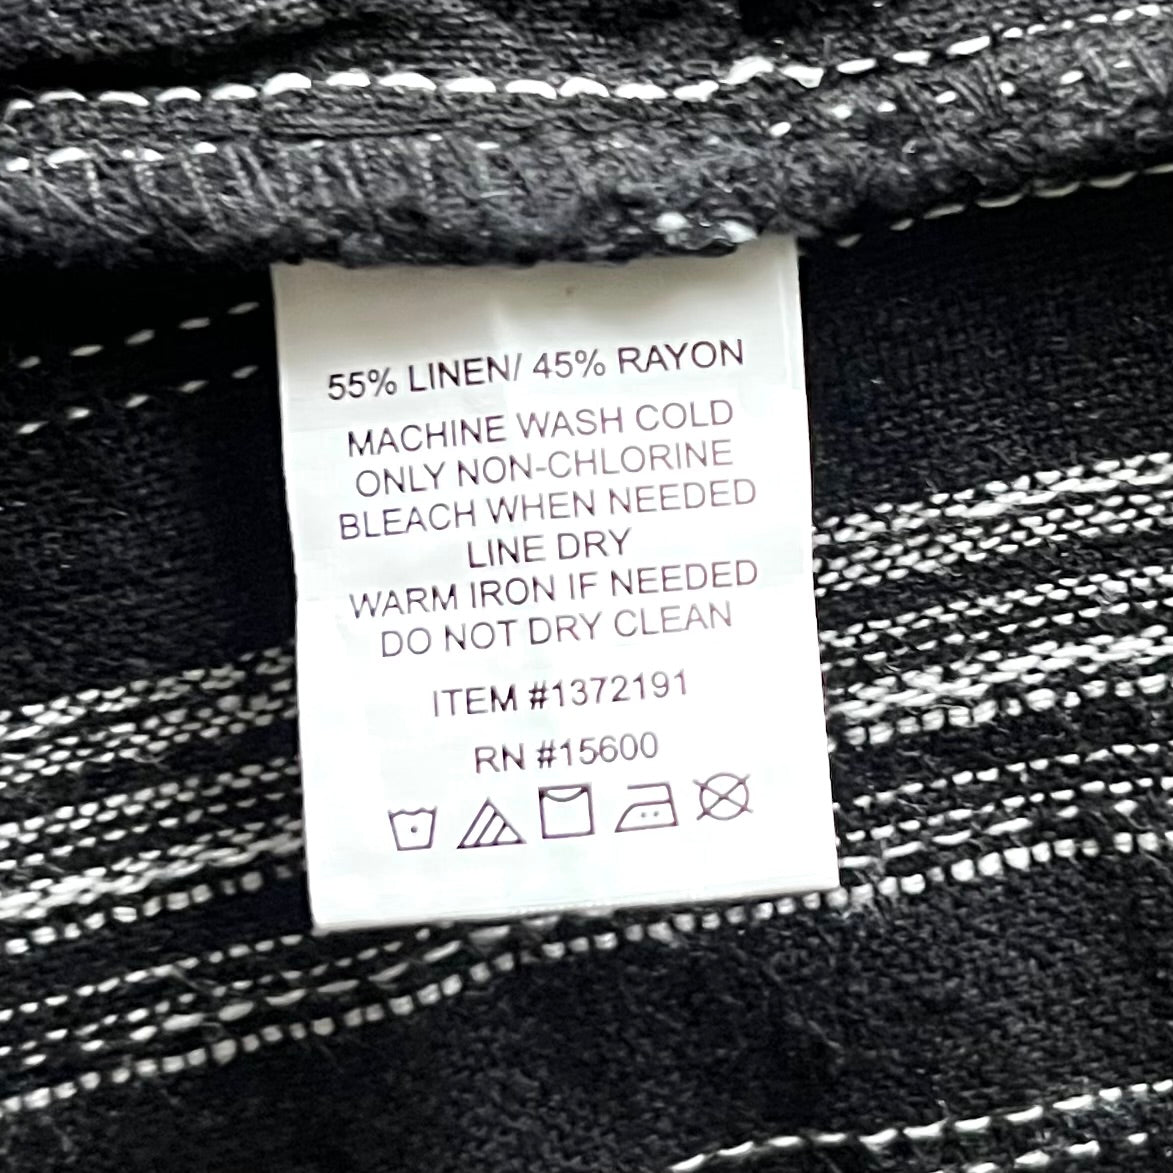 55% LINEN/ 45% RAYON
MACHINE WASH COLD
ONLY NON-CHLORINE
BLEACH WHEN NEEDED
LINE DRY
WARM IRON IF NEEDED
DO NOT DRY CLEAN
ITEM #1372191
RN #15600